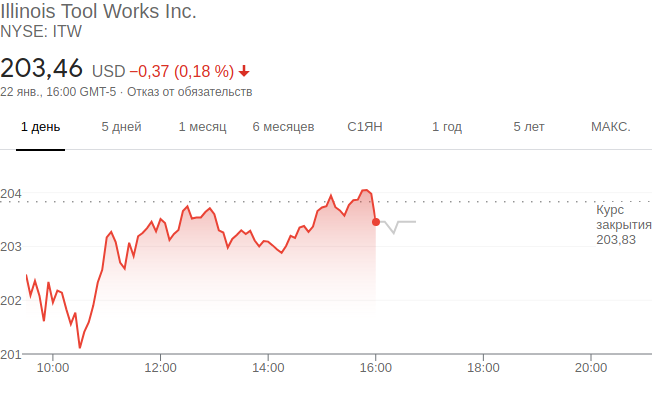 Illinois Tool Works Inc.
NYSE: ITW
203,46 USD −0,37 (0,18 %)
22 янв., 16:00 GMT-5 · Отказ от обязательств
1 день 5 дней 1 месяц 6 месяцев С1ЯН 1 год 5 лет МАКС.
204
Курс
закрытия
203,83
203
202
201
10:00 12:00 14:00 16:00 18:00 20:00